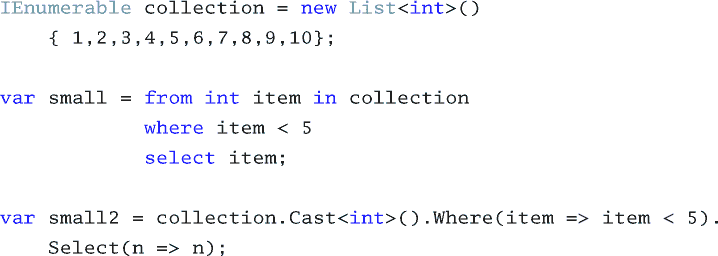 IEnumerable collection = new List<int>()
    { 1,2,3,4,5,6,7,8,9,10};
var small = from int item in collection
            where item < 5
            select item;
var small2 = collection.Cast<int>().Where(item => item < 5).
    Select(n => n);